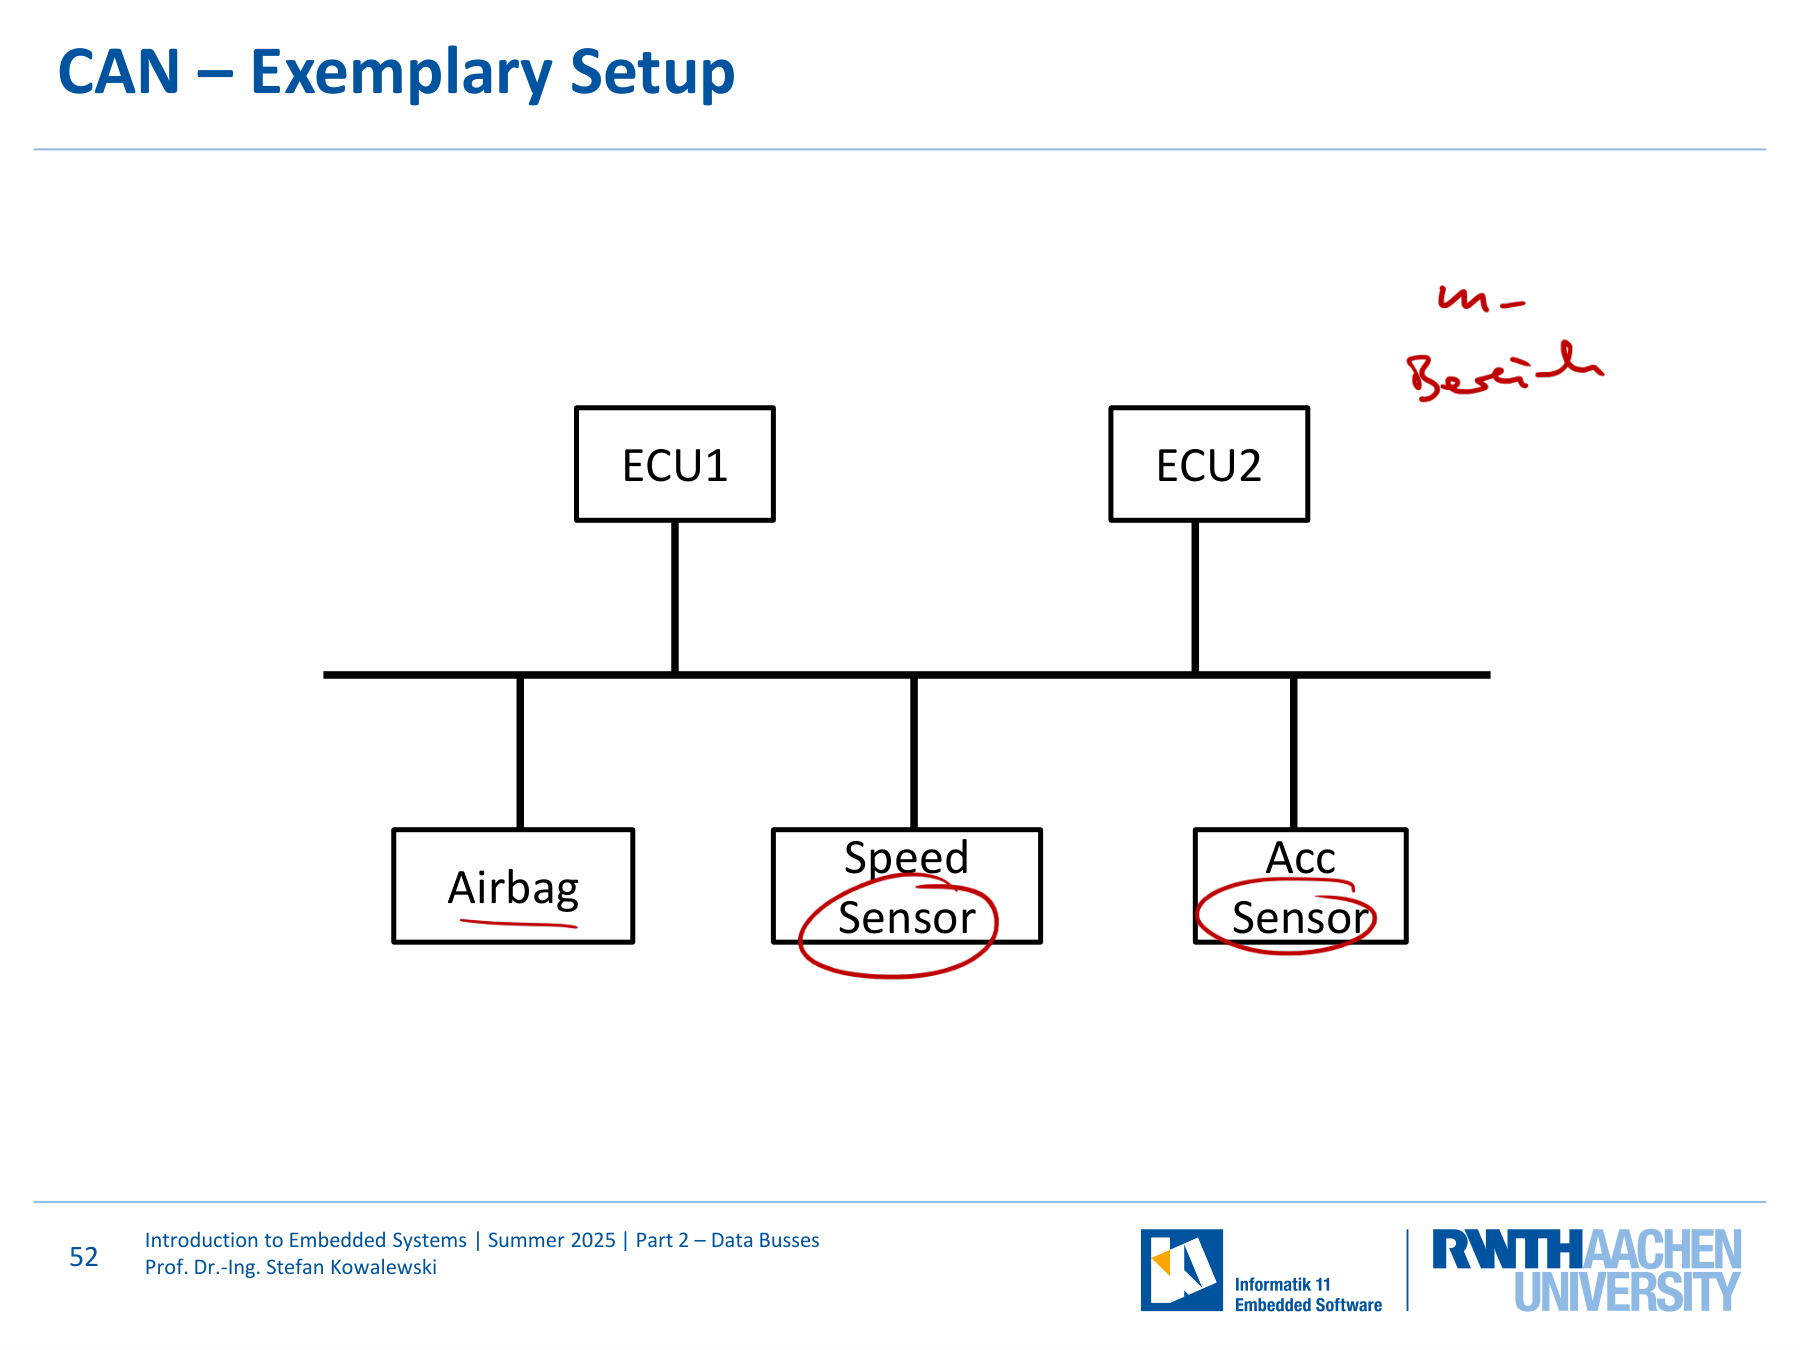 CAN – Exemplary Setup
m-
Bereich
ECU1
ECU2
Airbag
Speed
Sensor
Acc
Sensor
52
Introduction to Embedded Systems | Summer 2025 | Part 2 – Data Busses
Prof. Dr.-Ing. Stefan Kowalewski
Informatik 11
Embedded Software
RWTHAACHEN
UNIVERSITY